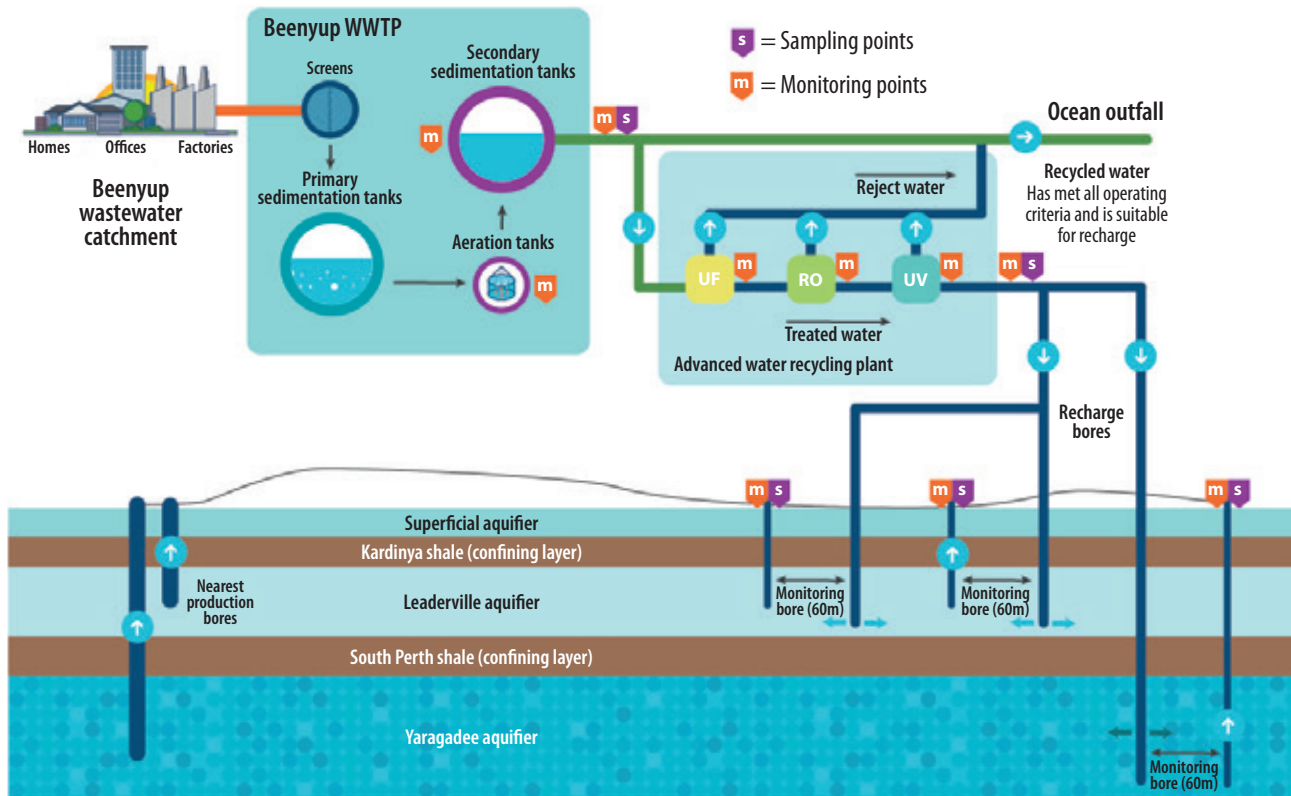 Beenyup WWTP
Screens
Secondary
sedimentation tanks
s = Sampling points
m = Monitoring points
m
m s
Ocean outfall
Homes Offices Factories
Beenyup
wastewater
catchment
Primary
sedimentation tanks
Aeration tanks
m
Reject water
Recycled water
Has met all operating
criteria and is suitable
for recharge
UF m RO m UV m m s
Treated water
Advanced water recycling plant
Recharge
bores
m s
m s
m s
Superficial aquifier
Kardinya shale (confining layer)
Nearest
production
bores
Leaderville aquifier
Monitoring
bore (60m)
Monitoring
bore (60m)
South Perth shale (confining layer)
Yaragadee aquifier
Monitoring
bore (60m)